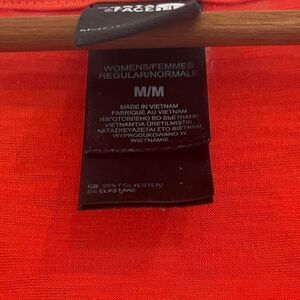 WOMENS/FEMMES
REGULAR/NORMALE
M/M
MADE IN VIETNAM
FABRIQUÉ AU VIETNAM
ИЗГОТОВЛЕНО ВО ВЬЕТНАМЕ
VIETNAMDA ÜRETILMIŞTIR
ΚΑΤΑΣΚΕΥΑΖΕΤΑΙ ΣΤΟ ΒΙΕΤΝΑΜ
WYPRODUKOWANO W
WIETNAMIE
GB 95% POLYESTER/
5% ELASTANE